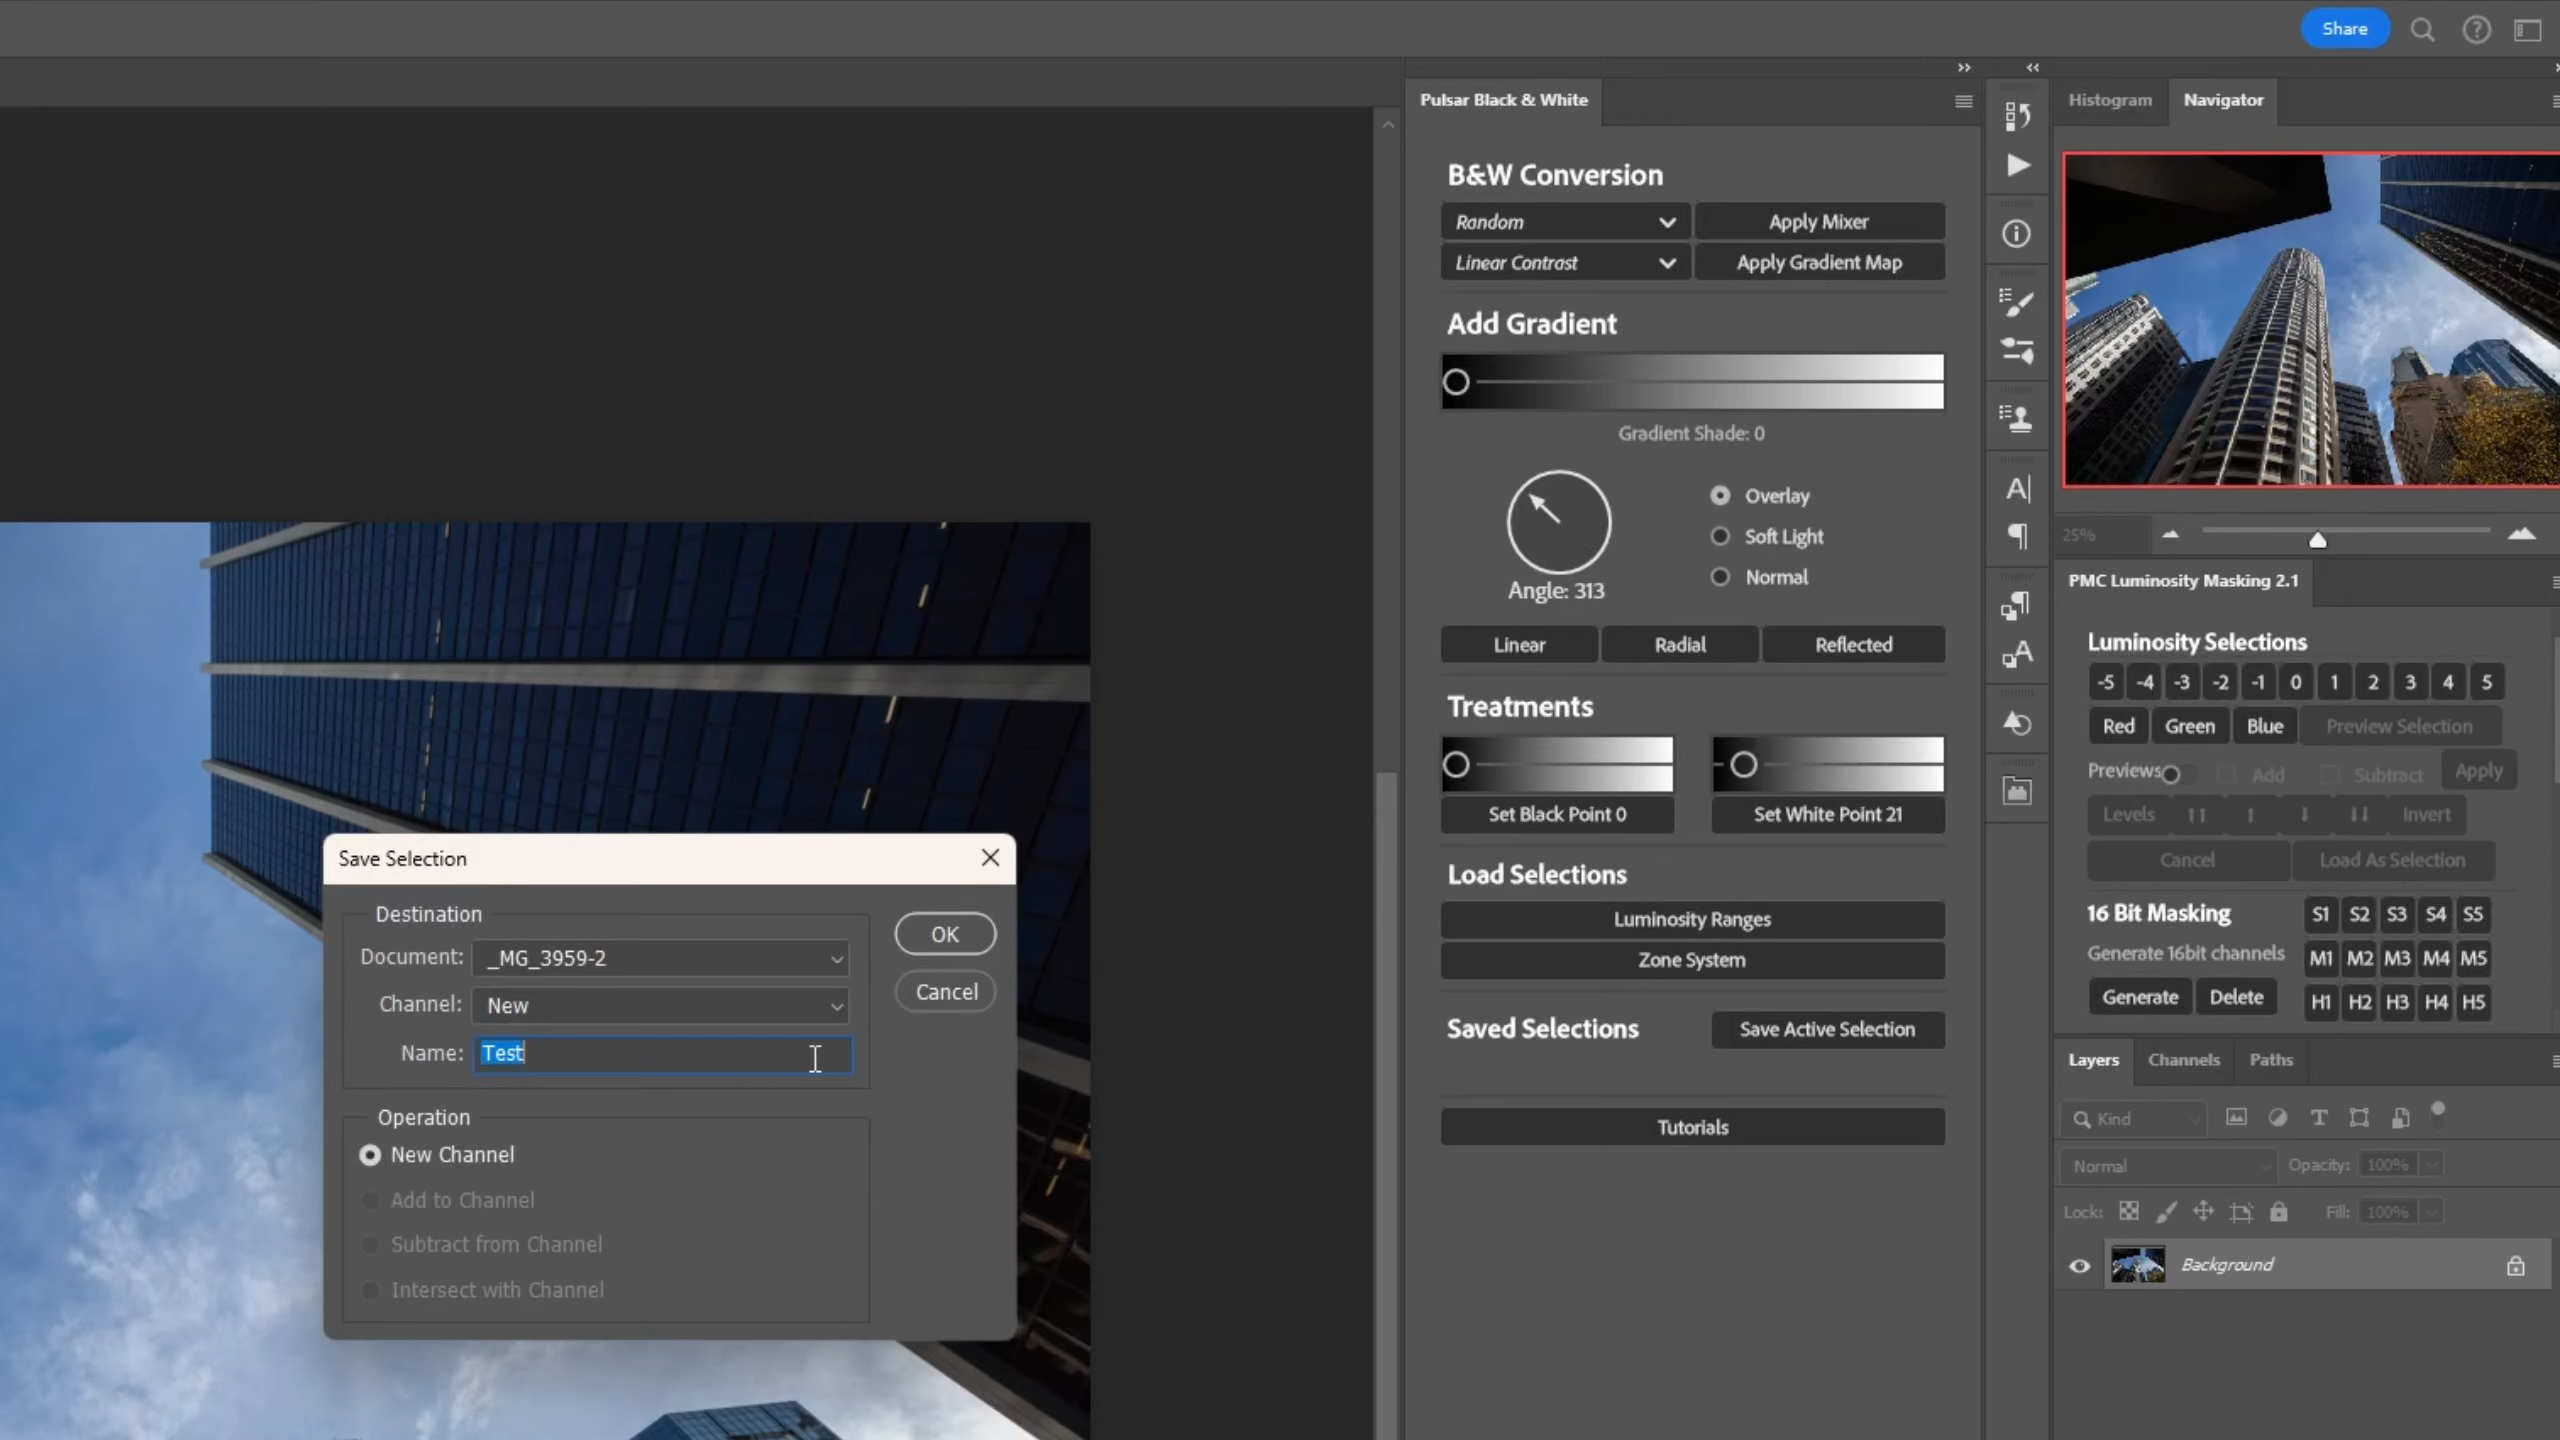 Share
Pulsar Black & White
B&W Conversion
Random
Apply Mixer
Linear Contrast
Apply Gradient Map
Add Gradient
Gradient Shade: 0
Overlay
Soft Light
Normal
Angle: 313
Linear
Radial
Reflected
Treatments
Set Black Point 0
Set White Point 21
Load Selections
Luminosity Ranges
Zone System
Saved Selections
Save Active Selection
Tutorials
Save Selection
Destination
OK
Document: _MG_3959-2
Channel: New
Cancel
Name: Test
Operation
New Channel
Add to Channel
Subtract from Channel
Intersect with Channel
Histogram
Navigator
25%
PMC Luminosity Masking 2.1
Luminosity Selections
-5 -4 -3 -2 -1 0 1 2 3 4 5
Red Green Blue Preview Selection
Previews Add Subtract Apply
Levels Invert
Cancel Load As Selection
16 Bit Masking S1 S2 S3 S4 S5
Generate 16bit channels M1 M2 M3 M4 M5
Generate Delete H1 H2 H3 H4 H5
Layers Channels Paths
Kind
Normal Opacity: 100%
Lock: Fill: 100%
Background